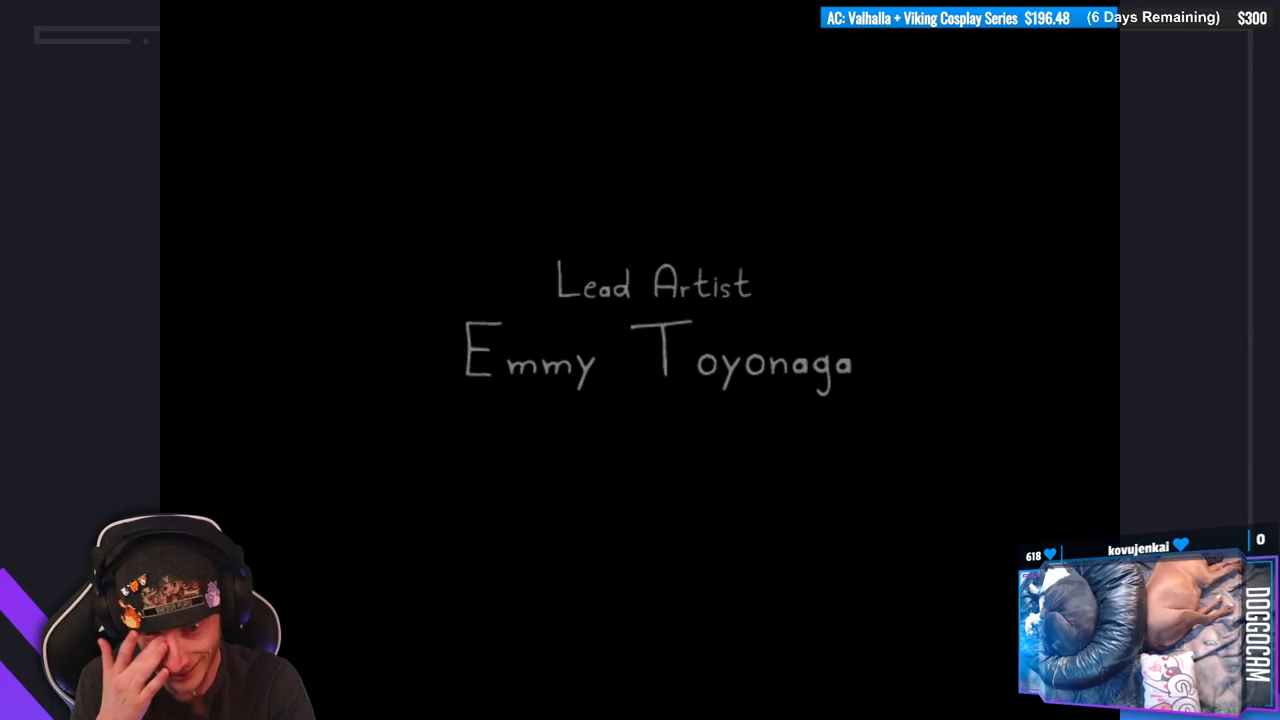 AC: Valhalla + Viking Cosplay Series $196.48 (6 Days Remaining) $300
Lead Artist
Emmy Toyonaga
618 kovujenkai 0
DOGGOCAM